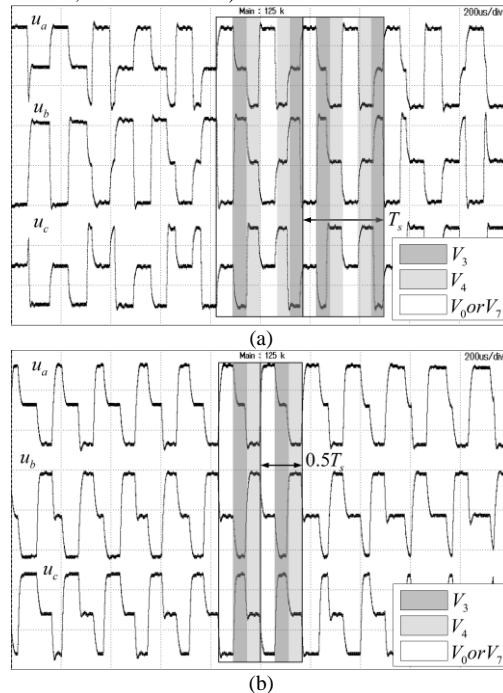 Main : 125 k
200us/div
u_a
u_b
u_c
T_s
V_3
V_4
V_0 or V_7
(a)
Main : 125 k
200us/div
u_a
u_b
0.5T_s
u_c
V_3
V_4
V_0 or V_7
(b)